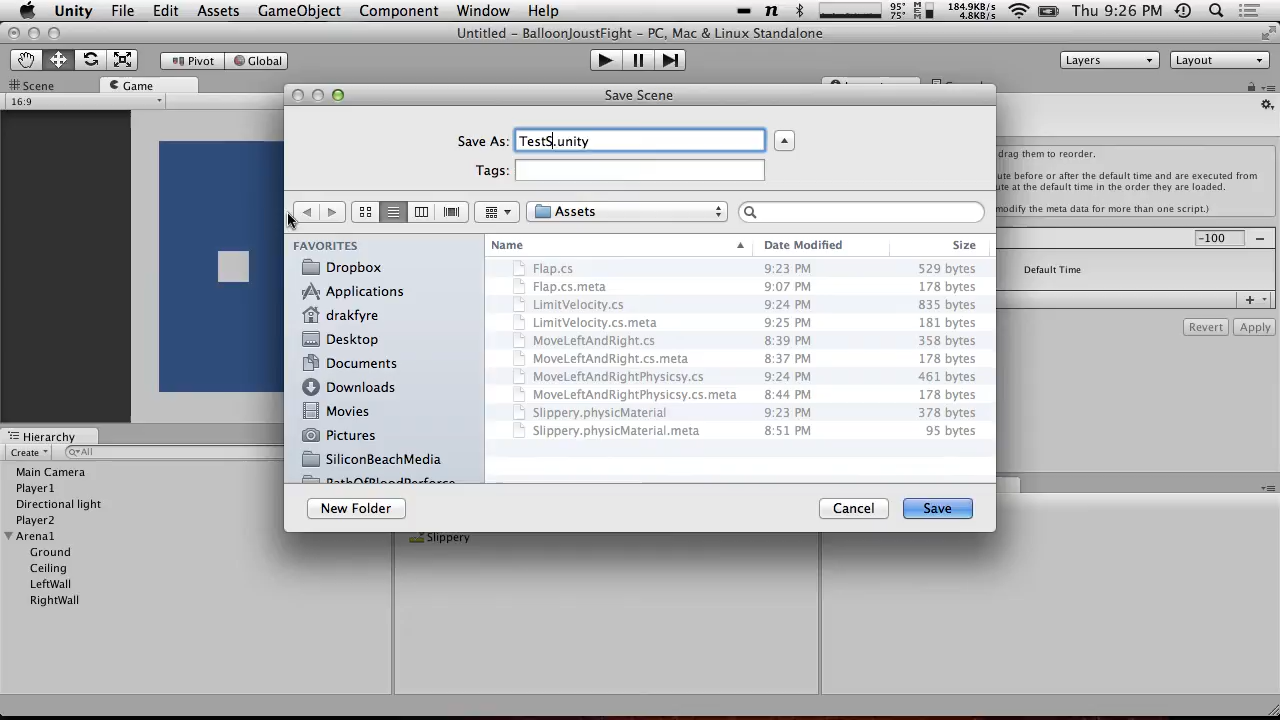 Unity File Edit Assets GameObject Component Window Help n 95° 75° MEM 184.9KB/s 4.8KB/s Thu 9:26 PM
Untitled - BalloonJoustFight - PC, Mac & Linux Standalone
Pivot Global Layers Layout
Scene Game
16:9
Save Scene
Save As: TestS.unity
Tags:
Assets
drag them to reorder.
ute before or after the default time and are executed from
ute at the default time in the order they are loaded.
modify the meta data for more than one script.)
-100
Default Time
Revert Apply
FAVORITES
Dropbox
Applications
drakfyre
Desktop
Documents
Downloads
Movies
Pictures
SiliconBeachMedia
PathOfBloodPerforce
Name Date Modified Size
Flap.cs 9:23 PM 529 bytes
Flap.cs.meta 9:07 PM 178 bytes
LimitVelocity.cs 9:24 PM 835 bytes
LimitVelocity.cs.meta 9:25 PM 181 bytes
MoveLeftAndRight.cs 8:39 PM 358 bytes
MoveLeftAndRight.cs.meta 8:37 PM 178 bytes
MoveLeftAndRightPhysicsy.cs 9:24 PM 461 bytes
MoveLeftAndRightPhysicsy.cs.meta 8:44 PM 178 bytes
Slippery.physicMaterial 9:23 PM 378 bytes
Slippery.physicMaterial.meta 8:51 PM 95 bytes
New Folder Cancel Save
Hierarchy
Create All
Main Camera
Player1
Directional light
Player2
Arena1
Ground
Ceiling
LeftWall
RightWall
Slippery